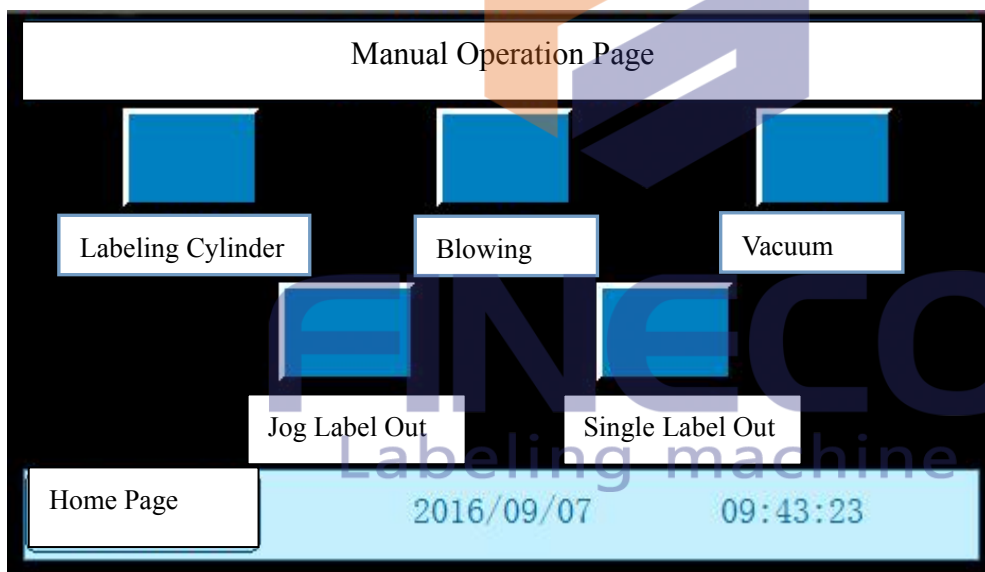 Manual Operation Page
Labeling Cylinder
Blowing
Vacuum
FINECO
Jog Label Out
Single Label Out
Labeling machine
Home Page
2016/09/07
09:43:23